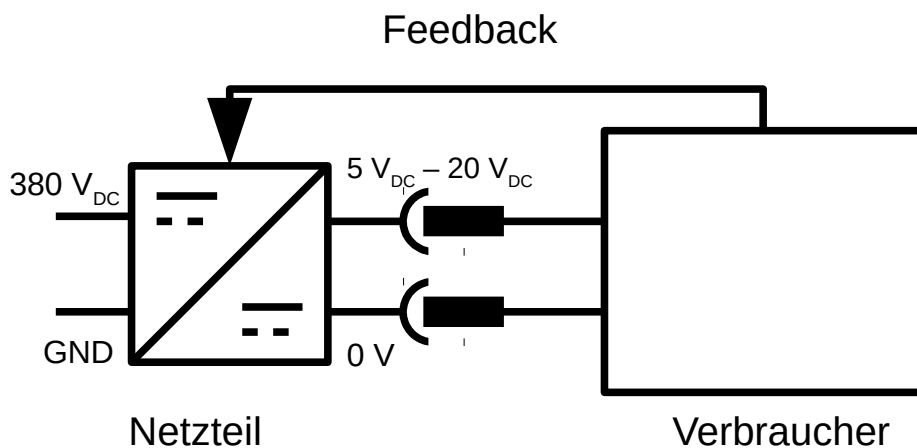 Feedback
380 V_DC
5 V_DC – 20 V_DC
GND
0 V
Netzteil
Verbraucher